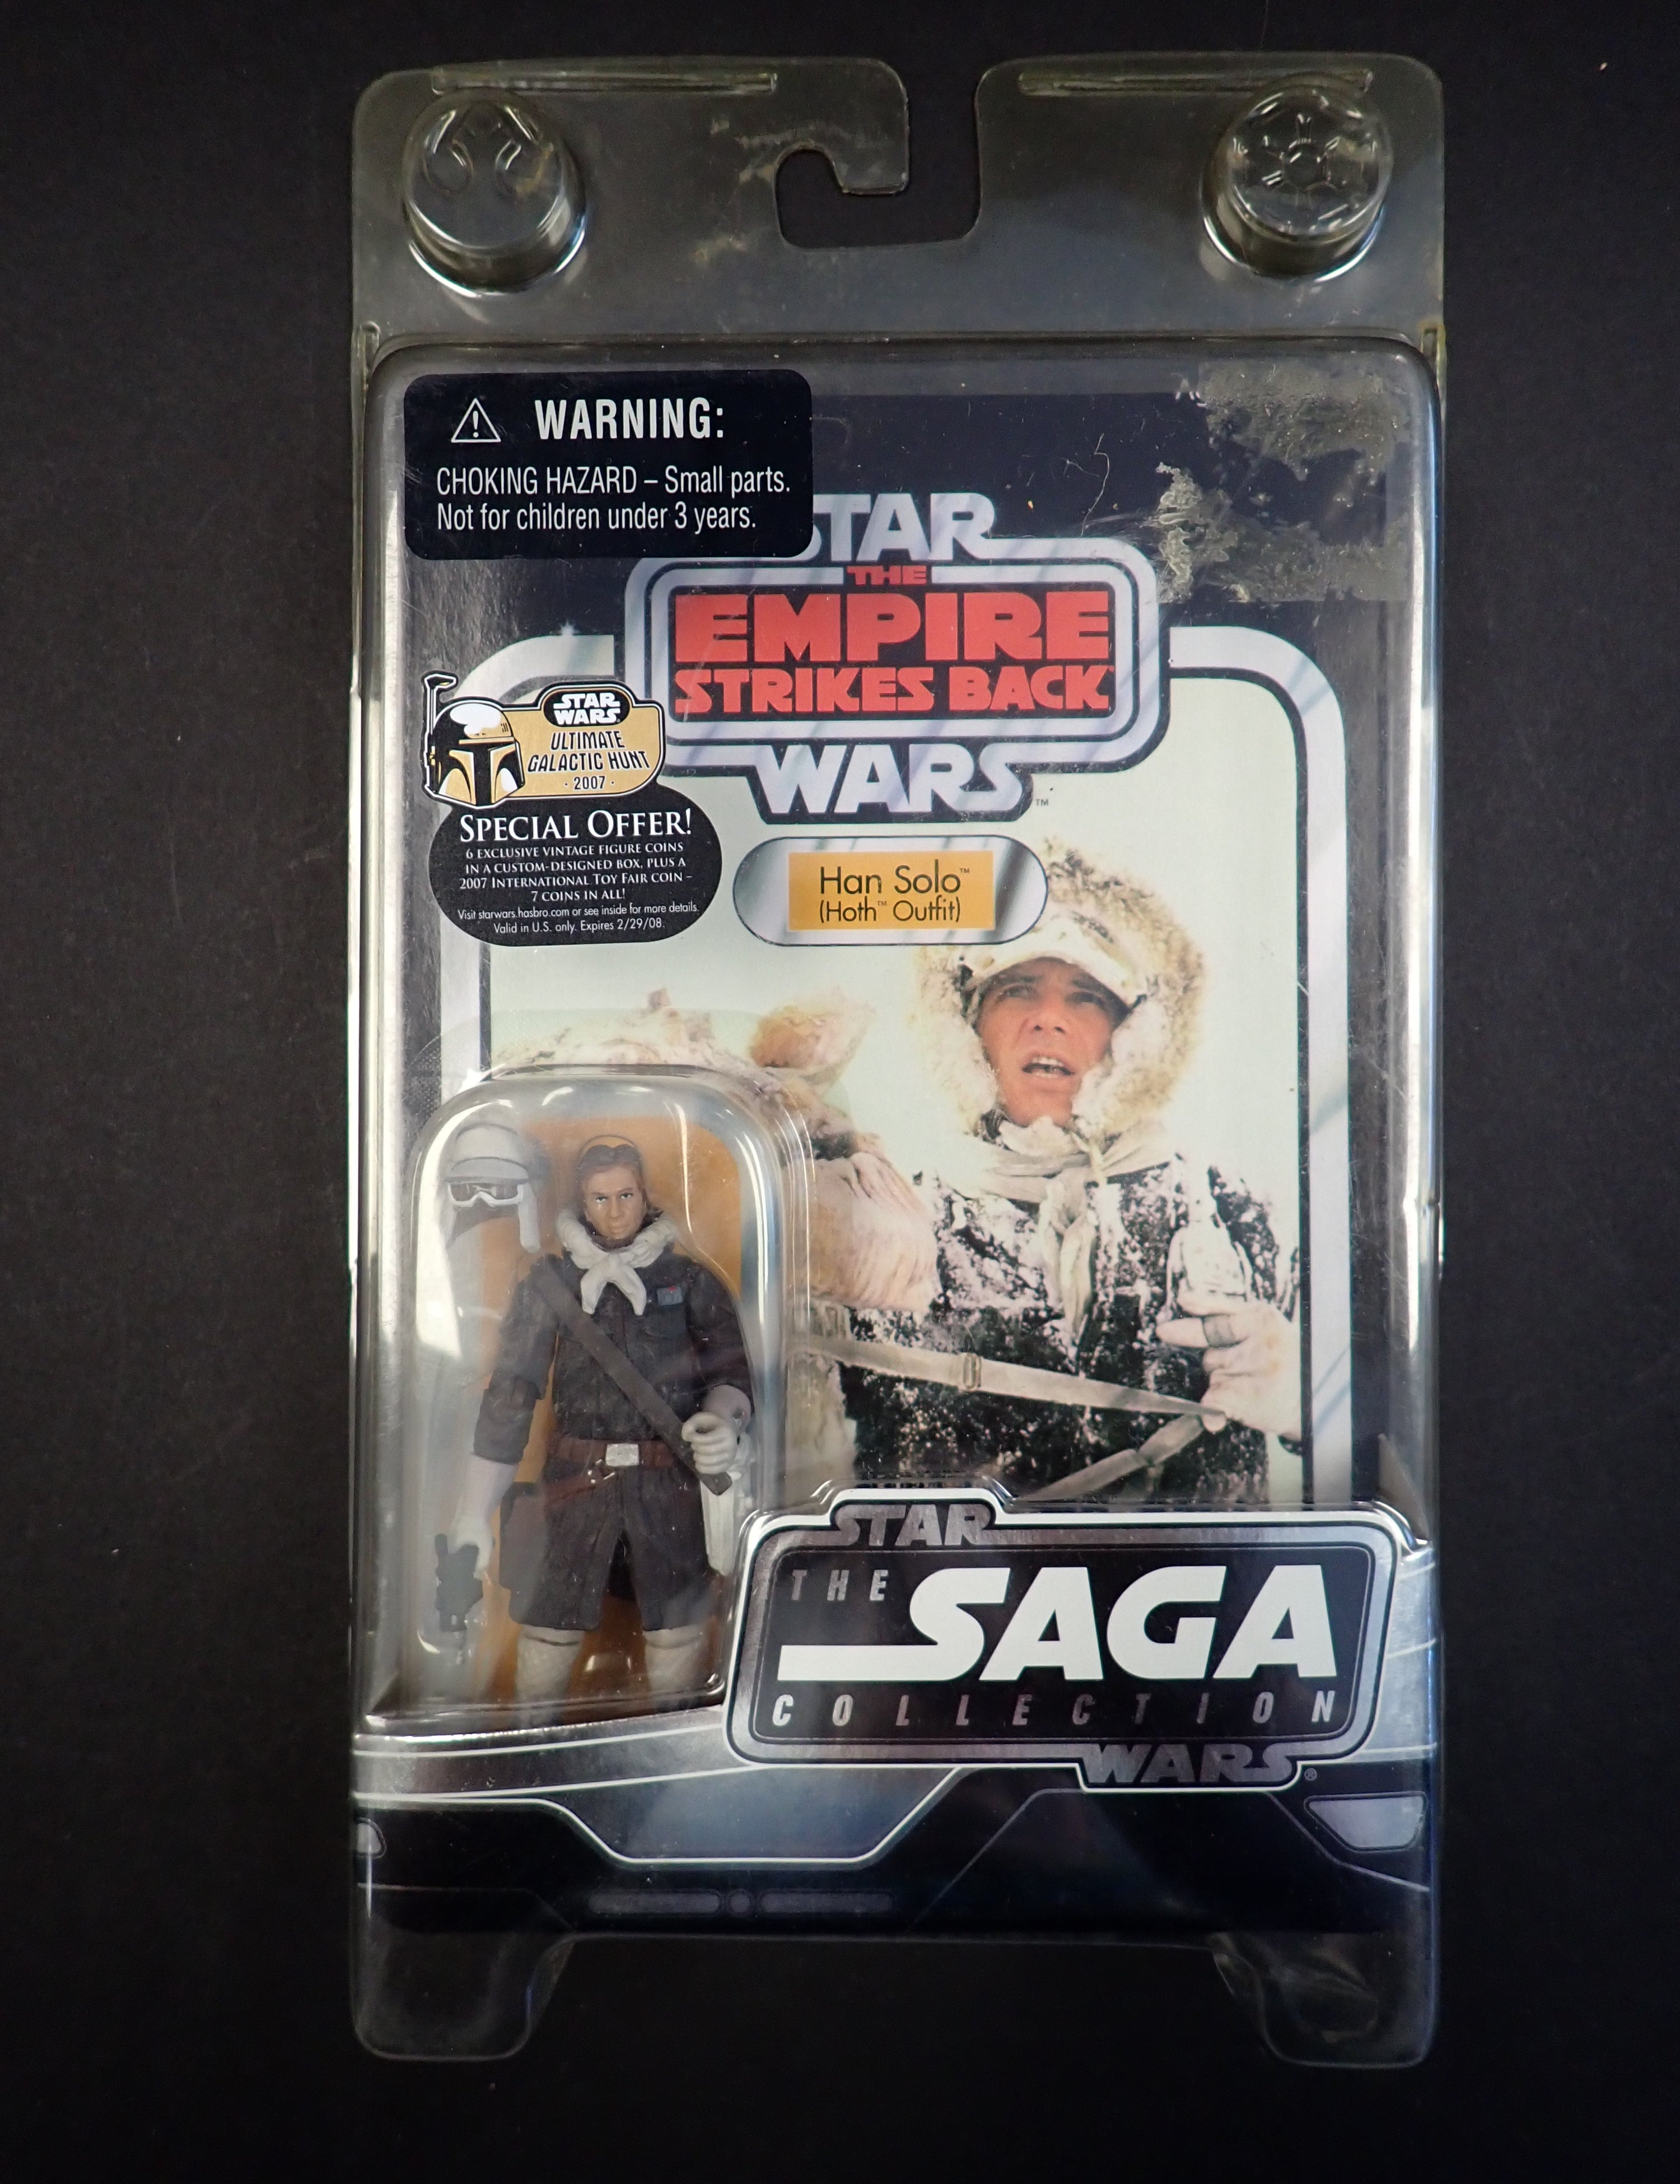 WARNING:
CHOKING HAZARD – Small parts.
Not for children under 3 years.
STAR
THE
EMPIRE
STRIKES BACK
WARS™
STAR
WARS
ULTIMATE
GALACTIC HUNT
· 2007 ·
SPECIAL OFFER!
6 EXCLUSIVE VINTAGE FIGURE COINS
IN A CUSTOM-DESIGNED BOX, PLUS A
2007 INTERNATIONAL TOY FAIR COIN –
7 COINS IN ALL!
Visit starwars.hasbro.com or see inside for more details.
Valid in U.S. only. Expires 2/29/08.
Han Solo™
(Hoth™ Outfit)
STAR
THE SAGA
COLLECTION
WARS®